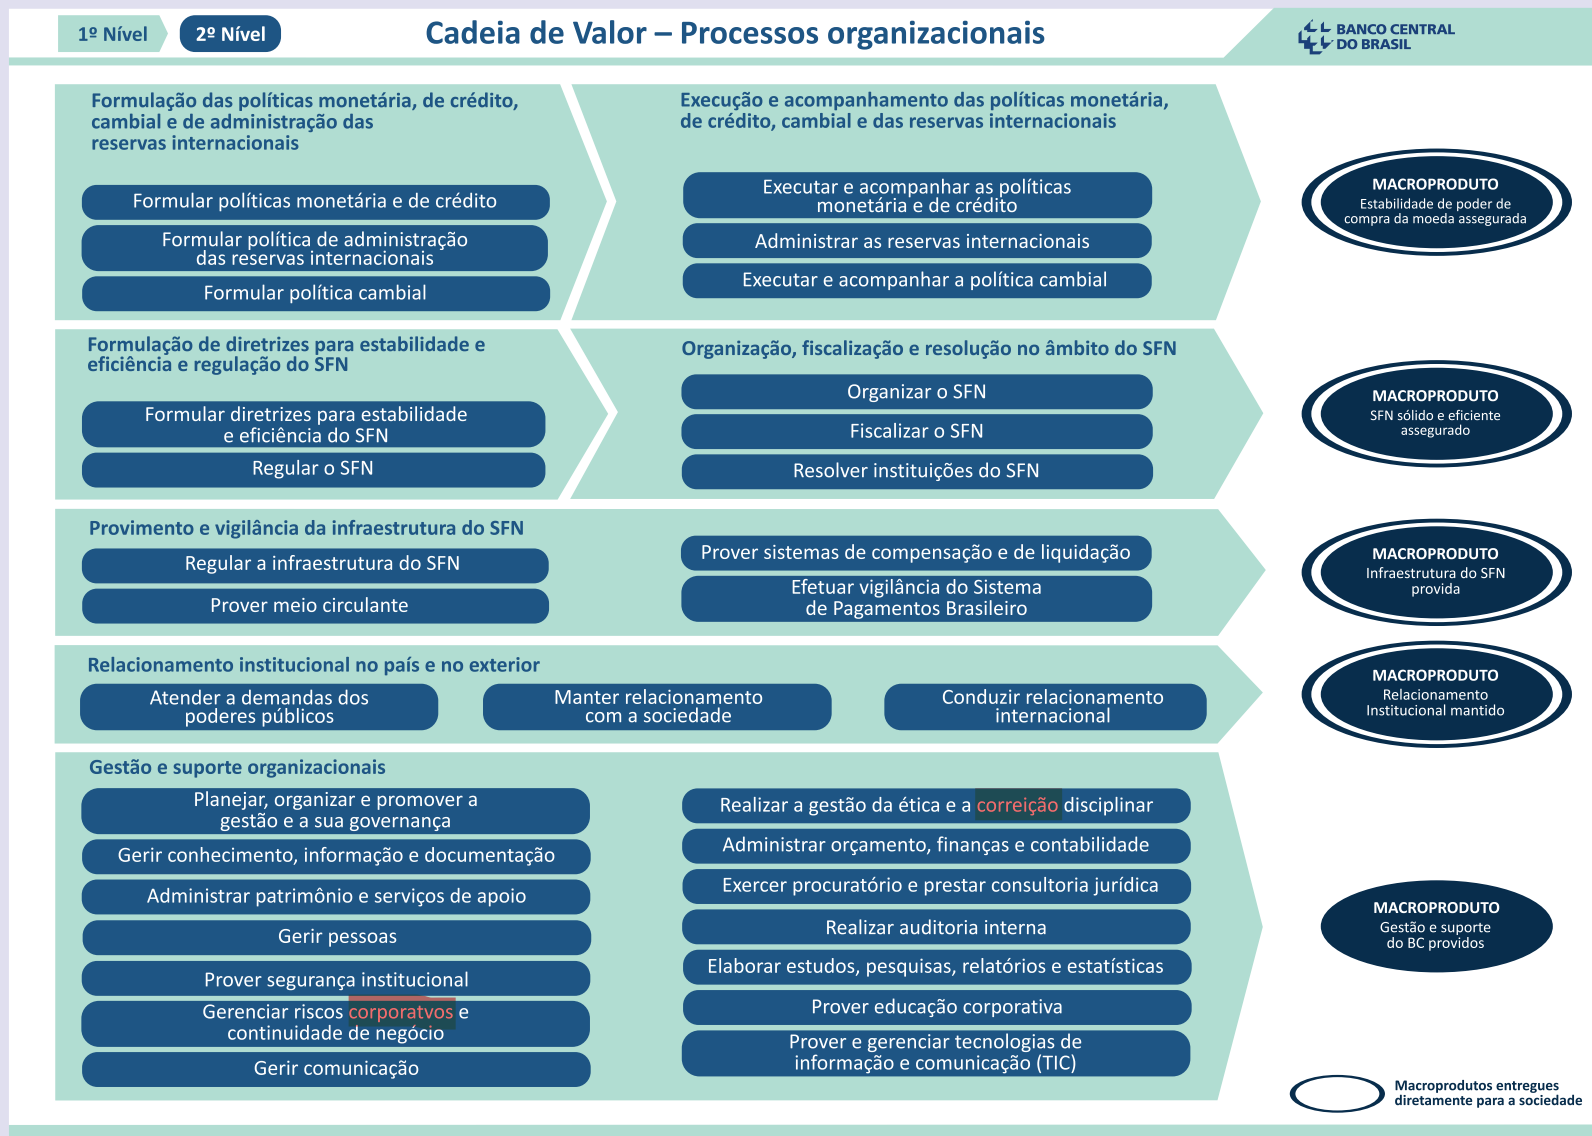 1º Nível
2º Nível
Cadeia de Valor – Processos organizacionais
BANCO CENTRAL
DO BRASIL
Formulação das políticas monetária, de crédito,
cambial e de administração das
reservas internacionais
Formular políticas monetária e de crédito
Formular política de administração
das reservas internacionais
Formular política cambial
Execução e acompanhamento das políticas monetária,
de crédito, cambial e das reservas internacionais
Executar e acompanhar as políticas
monetária e de crédito
Administrar as reservas internacionais
Executar e acompanhar a política cambial
MACROPRODUTO
Estabilidade de poder de
compra da moeda assegurada
Formulação de diretrizes para estabilidade e
eficiência e regulação do SFN
Formular diretrizes para estabilidade
e eficiência do SFN
Regular o SFN
Organização, fiscalização e resolução no âmbito do SFN
Organizar o SFN
Fiscalizar o SFN
Resolver instituições do SFN
MACROPRODUTO
SFN sólido e eficiente
assegurado
Provimento e vigilância da infraestrutura do SFN
Regular a infraestrutura do SFN
Prover meio circulante
Prover sistemas de compensação e de liquidação
Efetuar vigilância do Sistema
de Pagamentos Brasileiro
MACROPRODUTO
Infraestrutura do SFN
provida
Relacionamento institucional no país e no exterior
Atender a demandas dos
poderes públicos
Manter relacionamento
com a sociedade
Conduzir relacionamento
internacional
MACROPRODUTO
Relacionamento
Institucional mantido
Gestão e suporte organizacionais
Planejar, organizar e promover a
gestão e a sua governança
Gerir conhecimento, informação e documentação
Administrar patrimônio e serviços de apoio
Gerir pessoas
Prover segurança institucional
Gerenciar riscos corporatvos e
continuidade de negócio
Gerir comunicação
Realizar a gestão da ética e a correição disciplinar
Administrar orçamento, finanças e contabilidade
Exercer procuratório e prestar consultoria jurídica
Realizar auditoria interna
Elaborar estudos, pesquisas, relatórios e estatísticas
Prover educação corporativa
Prover e gerenciar tecnologias de
informação e comunicação (TIC)
MACROPRODUTO
Gestão e suporte
do BC providos
Macroprodutos entregues
diretamente para a sociedade